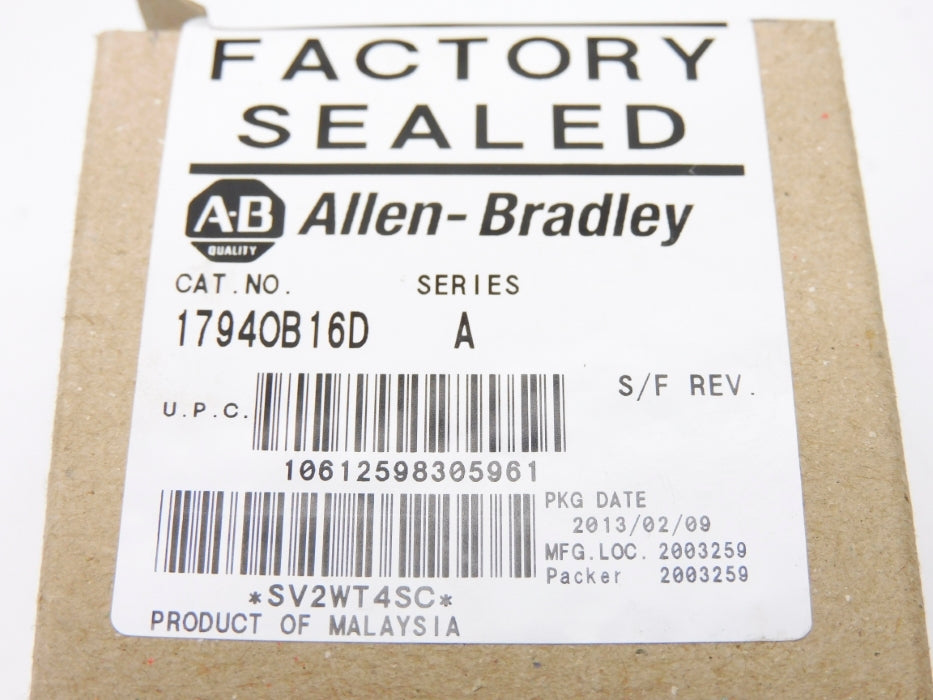 FACTORY
SEALED
A-B
QUALITY
Allen-Bradley
CAT.NO. SERIES
1794OB16D A
S/F REV.
U.P.C.
10612598305961
PKG DATE
2013/02/09
MFG.LOC. 2003259
Packer 2003259
*SV2WT4SC*
PRODUCT OF MALAYSIA